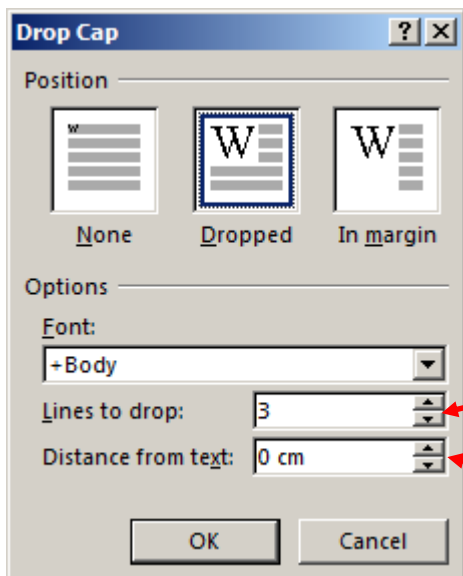 Drop Cap
Position
W W W
None Dropped In margin
Options
Font:
+Body
Lines to drop: 3
Distance from text: 0 cm
OK Cancel